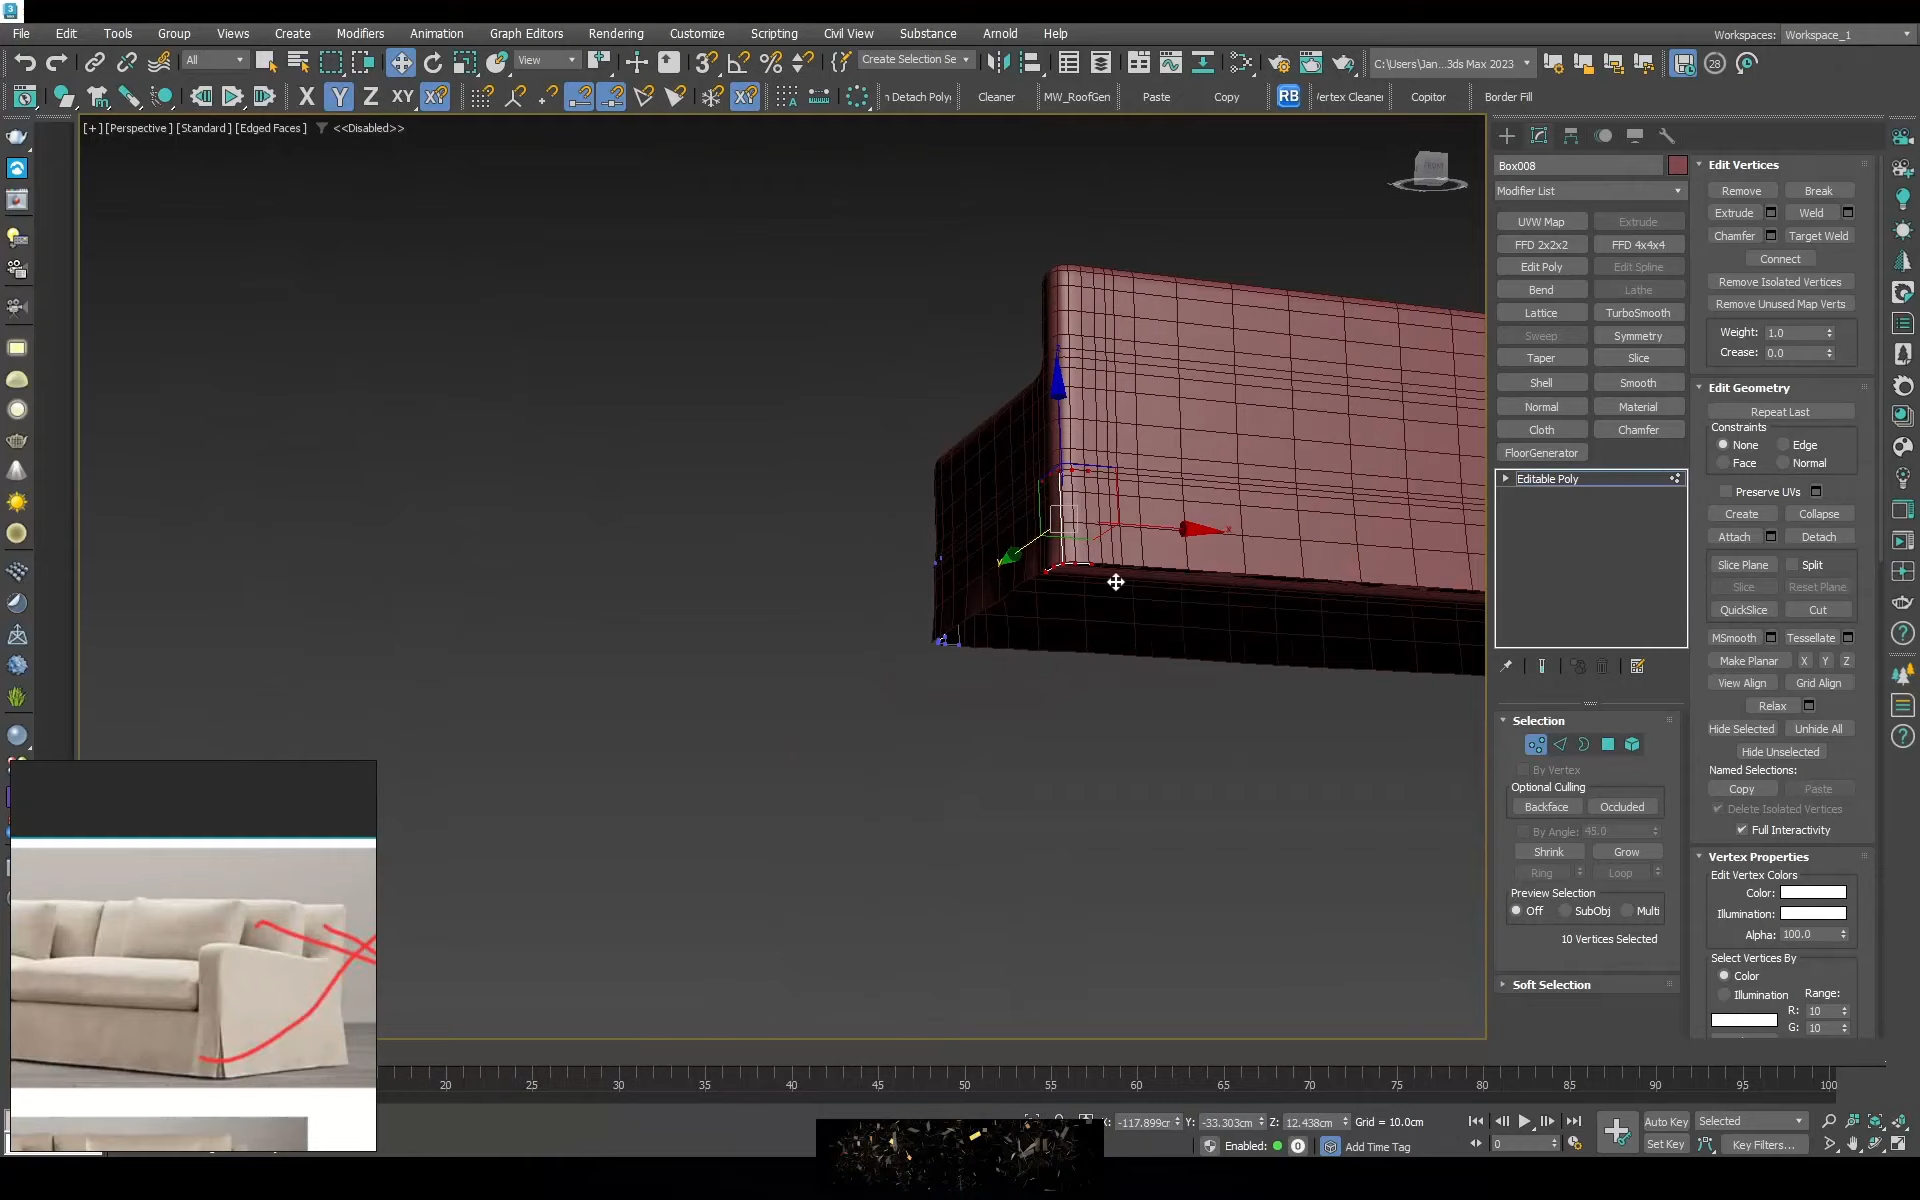 File Edit Tools Group Views Create Modifiers Animation Graph Editors Rendering Customize Scripting Civil View Substance Arnold Help
Workspaces: Workspace_1
All View Create Selection Se C:\Users\Jan...3ds Max 2023 28
X Y Z XY XY XY n Detach Poly Cleaner MW_RoofGen Paste Copy RB /ertex Cleane Copitor Border Fill
[+] [Perspective] [Standard] [Edged Faces] <<Disabled>>
FRONT
x
y
Box008
Modifier List
UVW Map Extrude
FFD 2x2x2 FFD 4x4x4
Edit Poly Edit Spline
Bend Lathe
Lattice TurboSmooth
Sweep Symmetry
Taper Slice
Shell Smooth
Normal Material
Cloth Chamfer
FloorGenerator
Editable Poly
Selection
By Vertex
Optional Culling
Backface Occluded
By Angle: 45.0
Shrink Grow
Ring Loop
Preview Selection
Off SubObj Multi
10 Vertices Selected
Soft Selection
Edit Vertices
Remove Break
Extrude Weld
Chamfer Target Weld
Connect
Remove Isolated Vertices
Remove Unused Map Verts
Weight: 1.0
Crease: 0.0
Edit Geometry
Repeat Last
Constraints
None Edge
Face Normal
Preserve UVs
Create Collapse
Attach Detach
Slice Plane Split
Slice Reset Plane
QuickSlice Cut
MSmooth Tessellate
Make Planar X Y Z
View Align Grid Align
Relax
Hide Selected Unhide All
Hide Unselected
Named Selections:
Copy Paste
Delete Isolated Vertices
Full Interactivity
Vertex Properties
Edit Vertex Colors
Color:
Illumination:
Alpha: 100.0
Select Vertices By
Color
Illumination Range:
R: 10
G: 10
20 25 30 35 40 45 50 55 60 65 70 75 80 85 90 95 100
X: -117.899cr Y: -33.303cm Z: 12.438cm Grid = 10.0cm
Auto Key Selected
Enabled: 0 Add Time Tag
0
Set Key Key Filters...